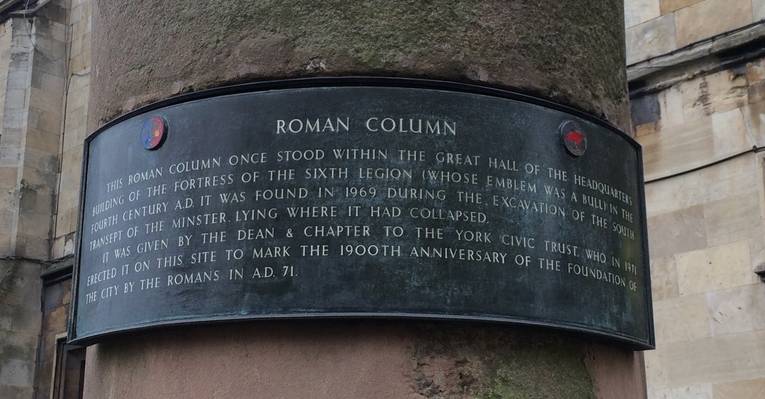 ROMAN COLUMN
THIS ROMAN COLUMN ONCE STOOD WITHIN THE GREAT HALL OF THE HEADQUARTERS
BUILDING OF THE FORTRESS OF THE SIXTH LEGION (WHOSE EMBLEM WAS A BULL) IN THE
FOURTH CENTURY A.D. IT WAS FOUND IN 1969 DURING THE EXCAVATION OF THE SOUTH
TRANSEPT OF THE MINSTER, LYING WHERE IT HAD COLLAPSED.
IT WAS GIVEN BY THE DEAN & CHAPTER TO THE YORK CIVIC TRUST, WHO IN 1971
ERECTED IT ON THIS SITE TO MARK THE 1900TH ANNIVERSARY OF THE FOUNDATION OF
THE CITY BY THE ROMANS IN A.D. 71.